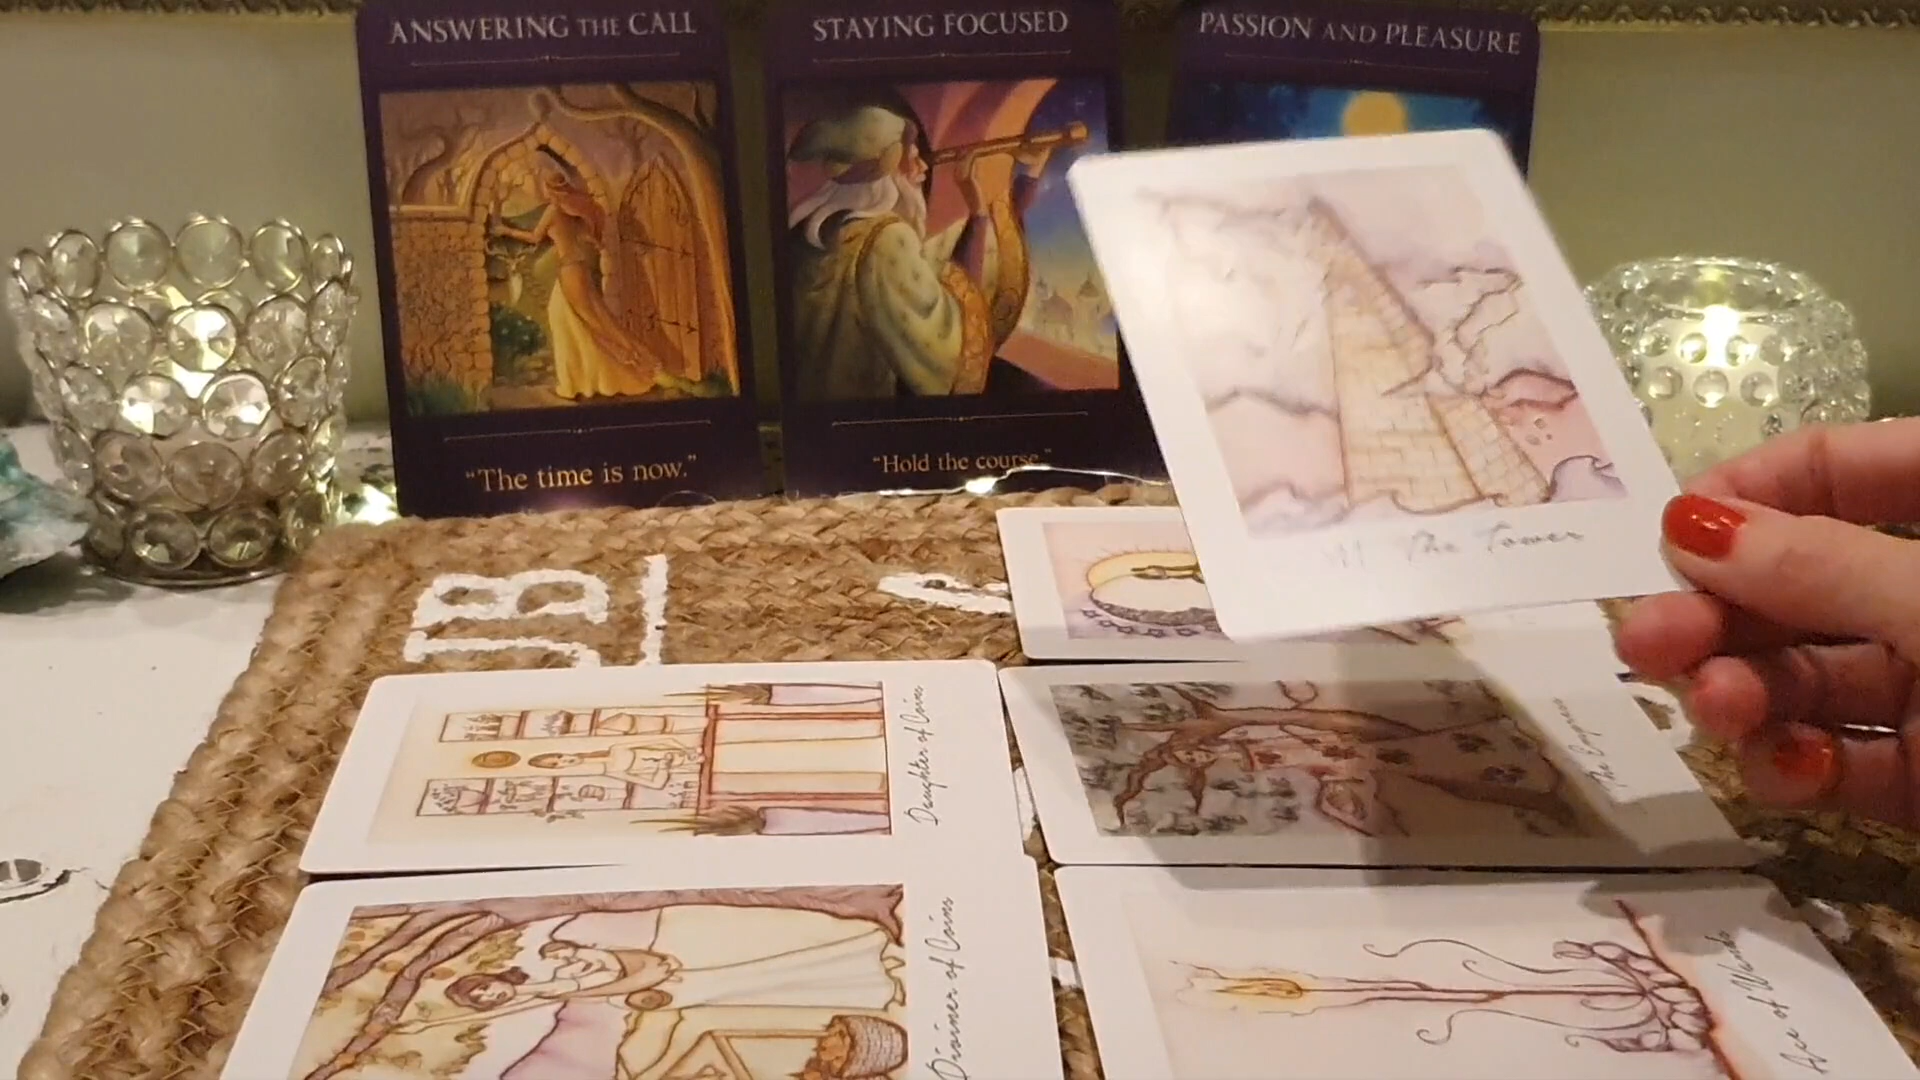 ANSWERING THE CALL
STAYING FOCUSED
PASSION AND PLEASURE
"The time is now."
"Hold the course."
The Tower
Daughter of Coins
The Empress
Diviner of Coins
Ace of Wands